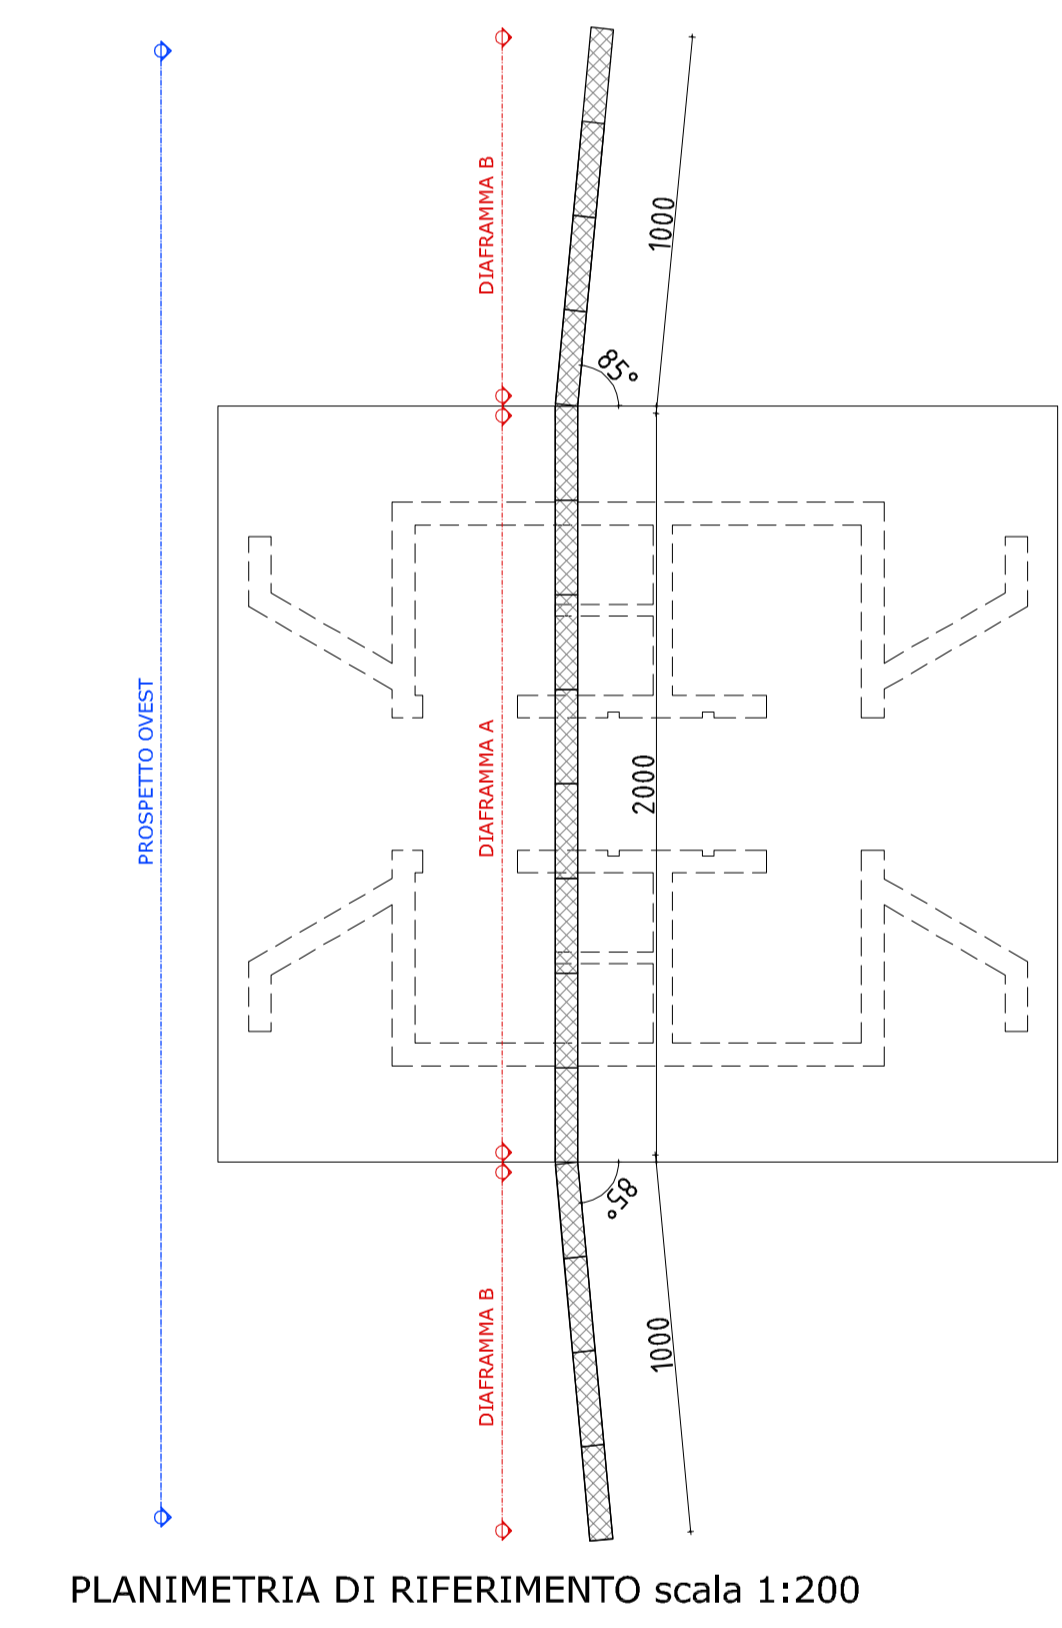 DIAFRAMMA B
1000
85°
PROSPETTO OVEST
DIAFRAMMA A
2000
85°
DIAFRAMMA B
1000
PLANIMETRIA DI RIFERIMENTO scala 1:200